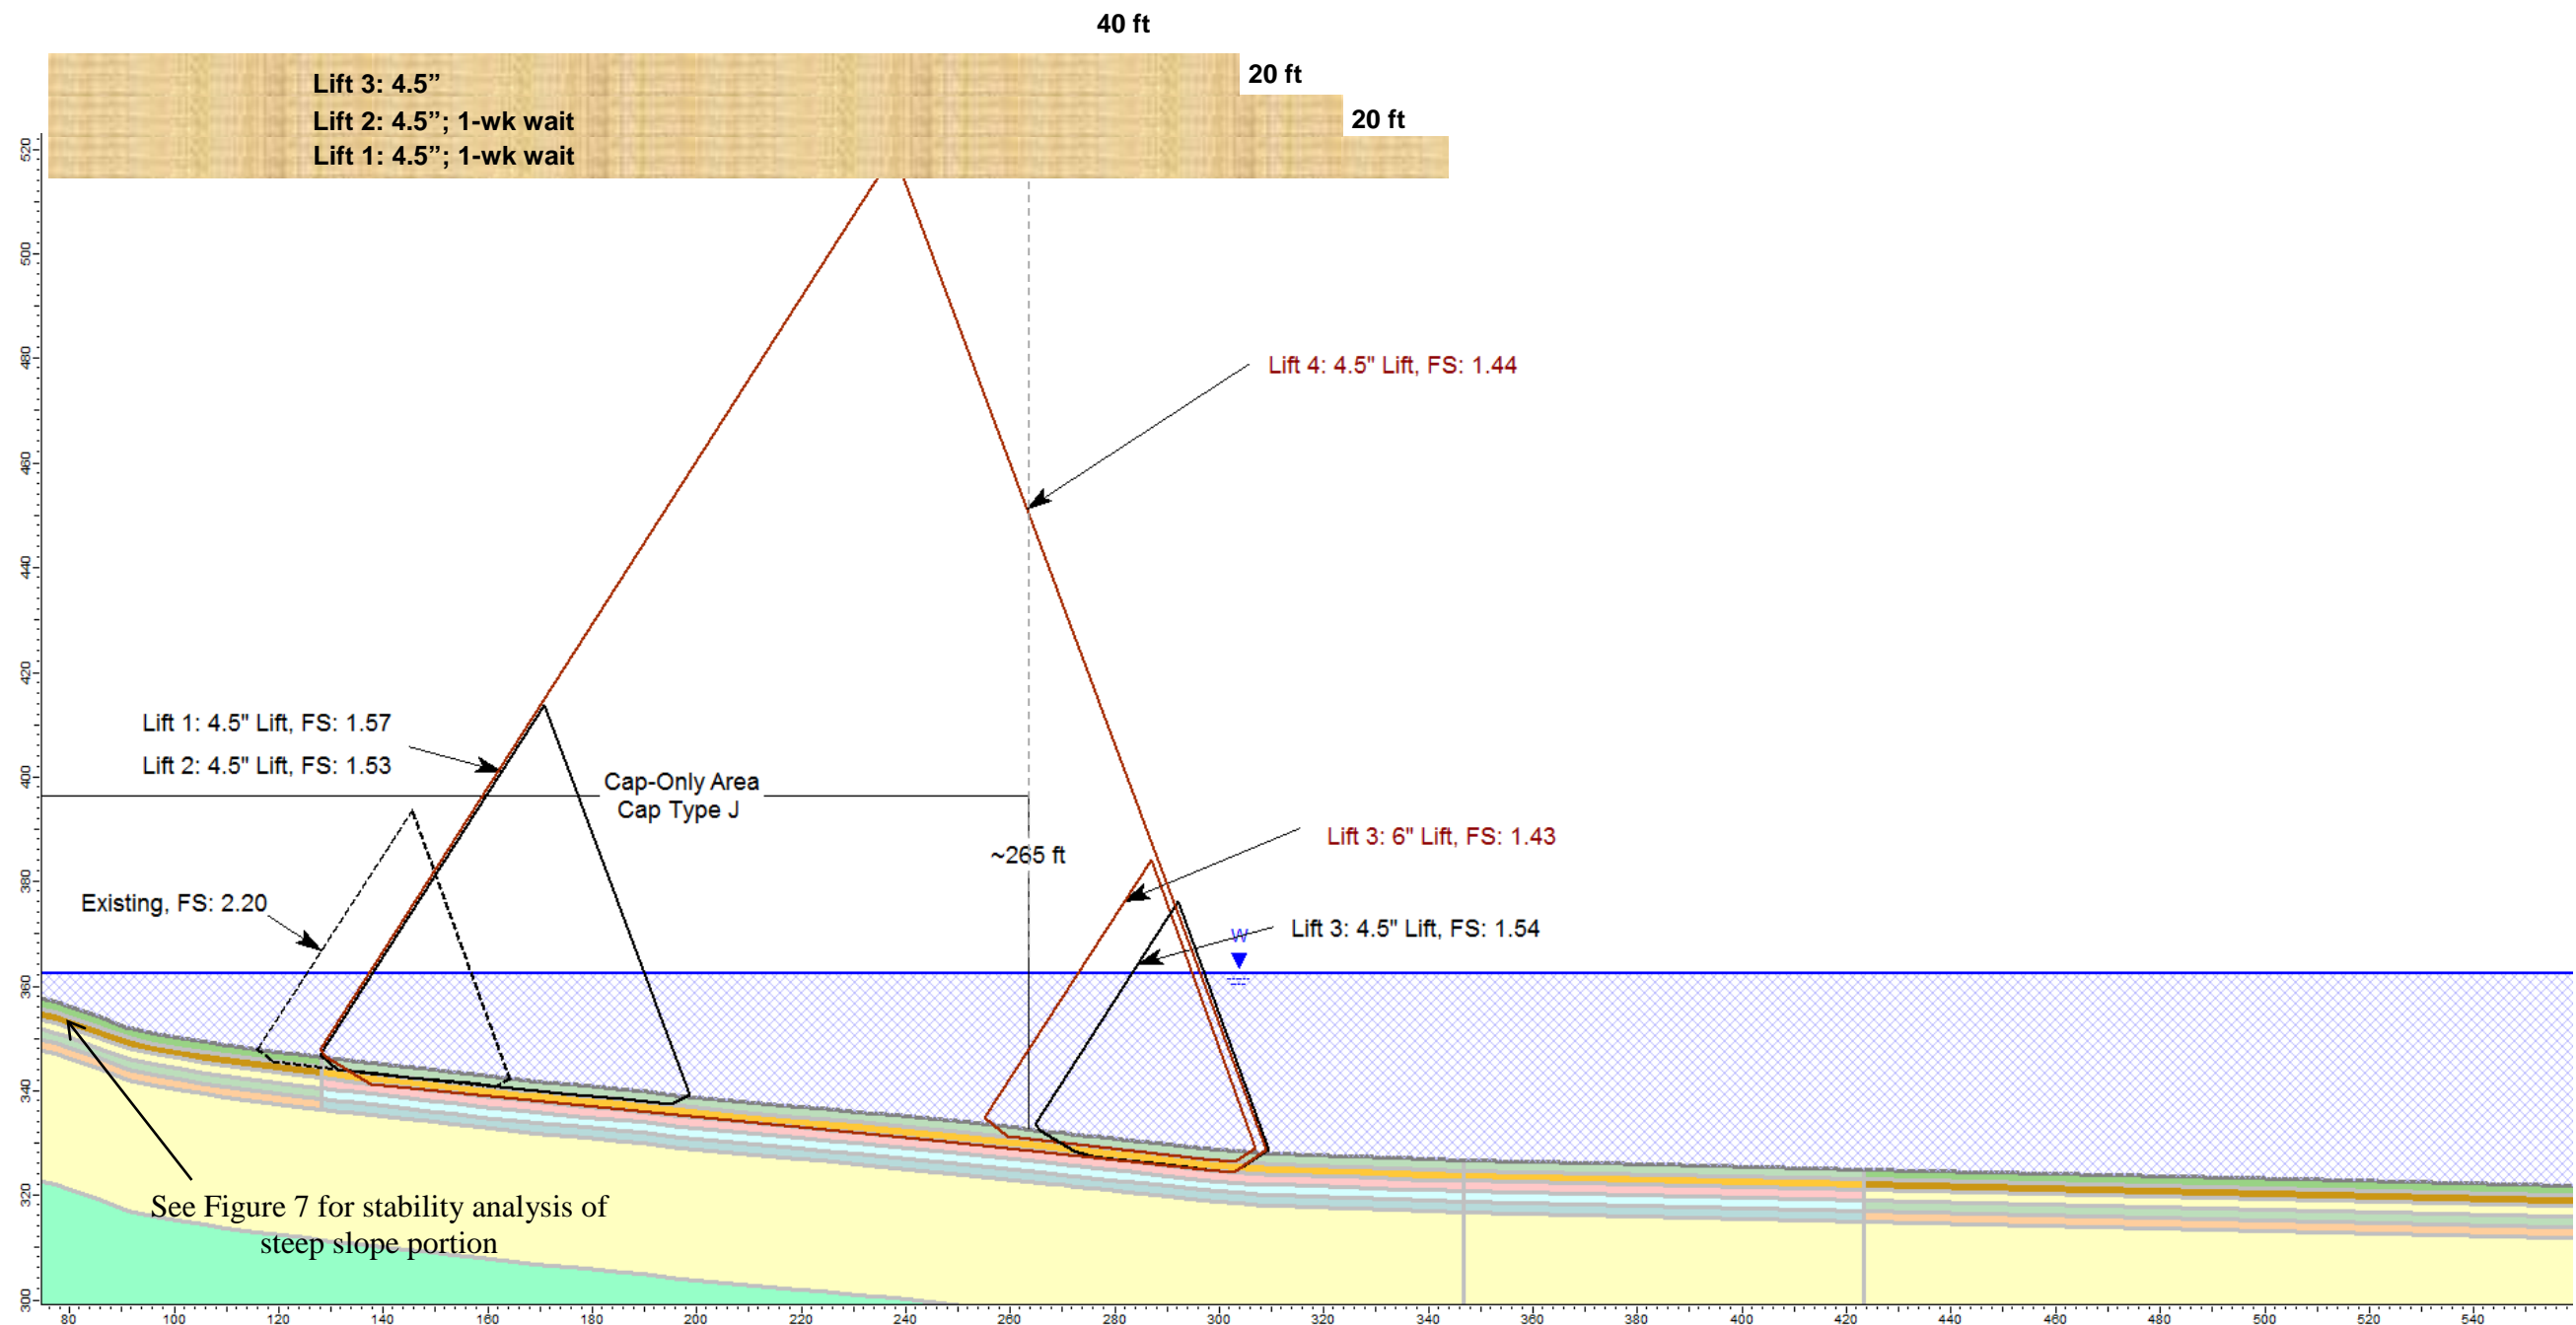 40 ft
Lift 3: 4.5”
20 ft
Lift 2: 4.5”; 1-wk wait
20 ft
Lift 1: 4.5”; 1-wk wait
Lift 4: 4.5" Lift, FS: 1.44
Lift 1: 4.5" Lift, FS: 1.57
Lift 2: 4.5" Lift, FS: 1.53
Cap-Only Area
Cap Type J
~265 ft
Lift 3: 6" Lift, FS: 1.43
Existing, FS: 2.20
Lift 3: 4.5" Lift, FS: 1.54
W
See Figure 7 for stability analysis of
steep slope portion
520
500
480
460
440
420
400
380
360
340
320
300
80 100 120 140 160 180 200 220 240 260 280 300 320 340 360 380 400 420 440 460 480 500 520 540